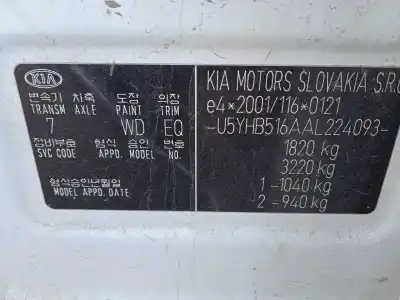 KIA
변속기 차축 도장 의장
TRANSM AXLE PAINT TRIM
7 WD EQ
장비부호 형식 승인 번호
SVC CODE APP. MODEL NO.
형식승인년월일
MODEL APPD. DATE
KIA MOTORS SLOVAKIA S.R.
e4*2001/116*0121
-U5YHB516AAL224093-
1820 kg
3220 kg
1 -1040 kg
2 - 940 kg